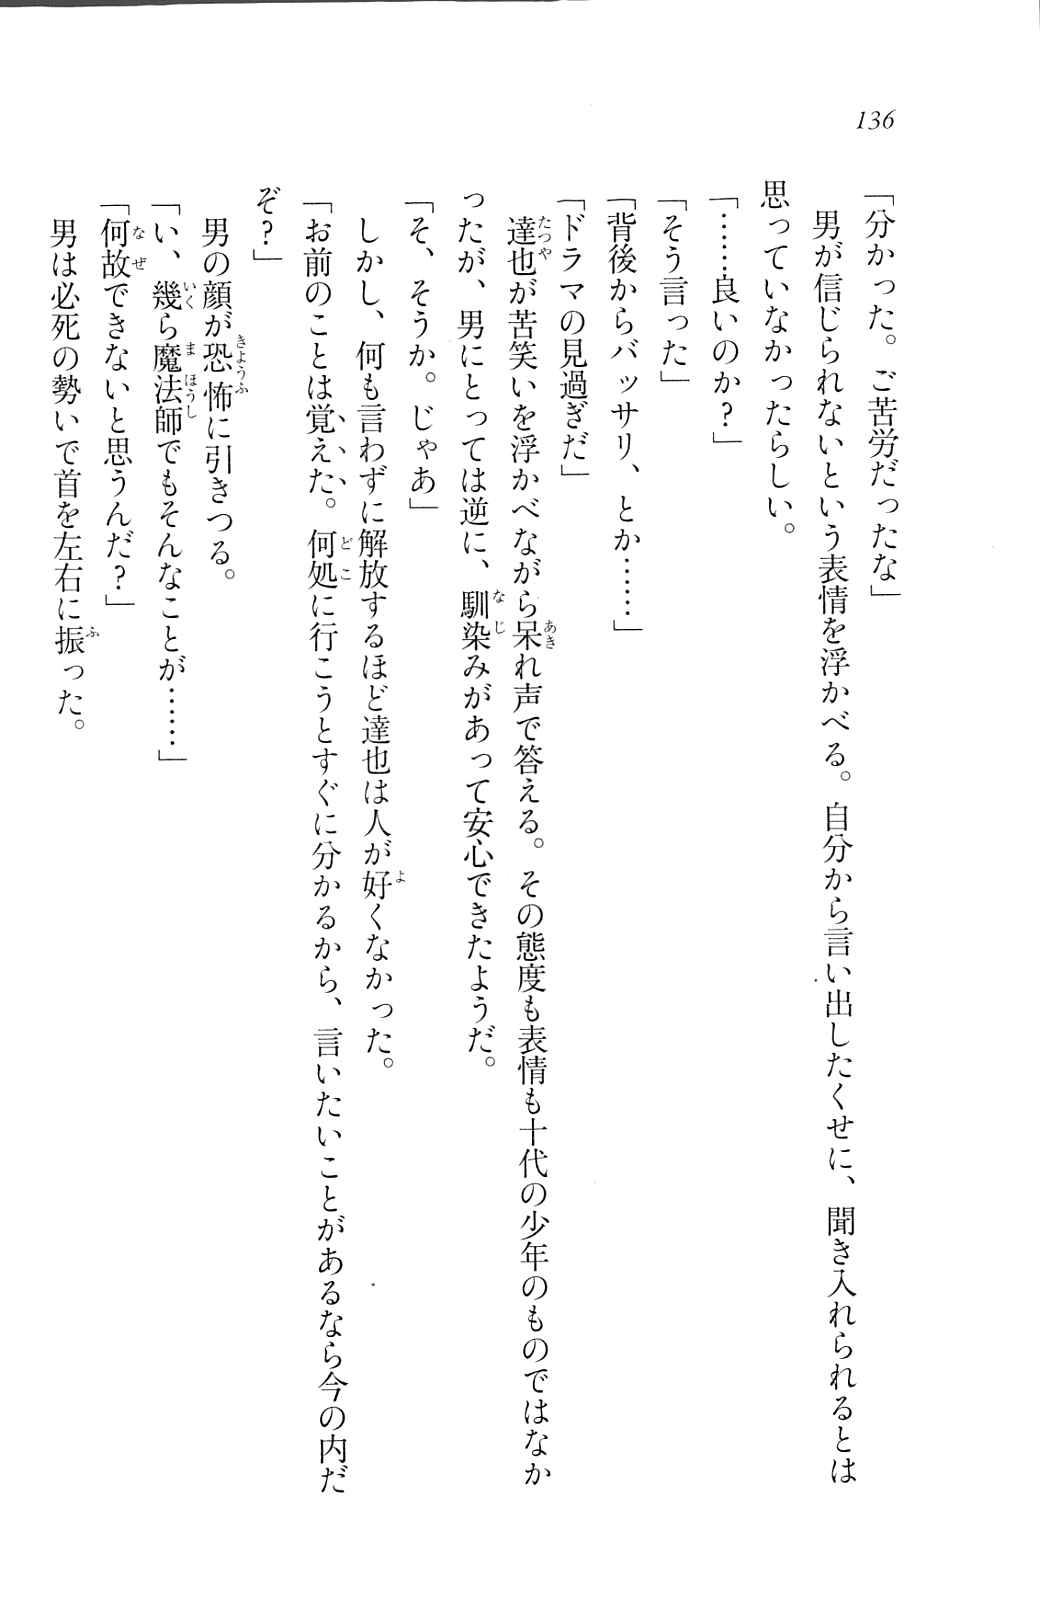 136
「分かった。ご苦労だったな」
　男が信じられないという表情を浮かべる。自分から言い出したくせに、聞き入れられるとは
思っていなかったらしい。
「……良いのか？」
「そう言った」
「背後からバッサリ、とか……」
「ドラマの見過ぎだ」
　達也が苦笑いを浮かべながら呆れ声で答える。その態度も表情も十代の少年のものではなか
ったが、男にとっては逆に、馴染みがあって安心できたようだ。
「そ、そうか。じゃあ」
　しかし、何も言わずに解放するほど達也は人が好くなかった。
「お前のことは覚えた。何処に行こうとすぐに分かるから、言いたいことがあるなら今の内だ
ぞ？」
　男の顔が恐怖に引きつる。
「い、幾ら魔法師でもそんなことが……」
「何故できないと思うんだ？」
　男は必死の勢いで首を左右に振った。